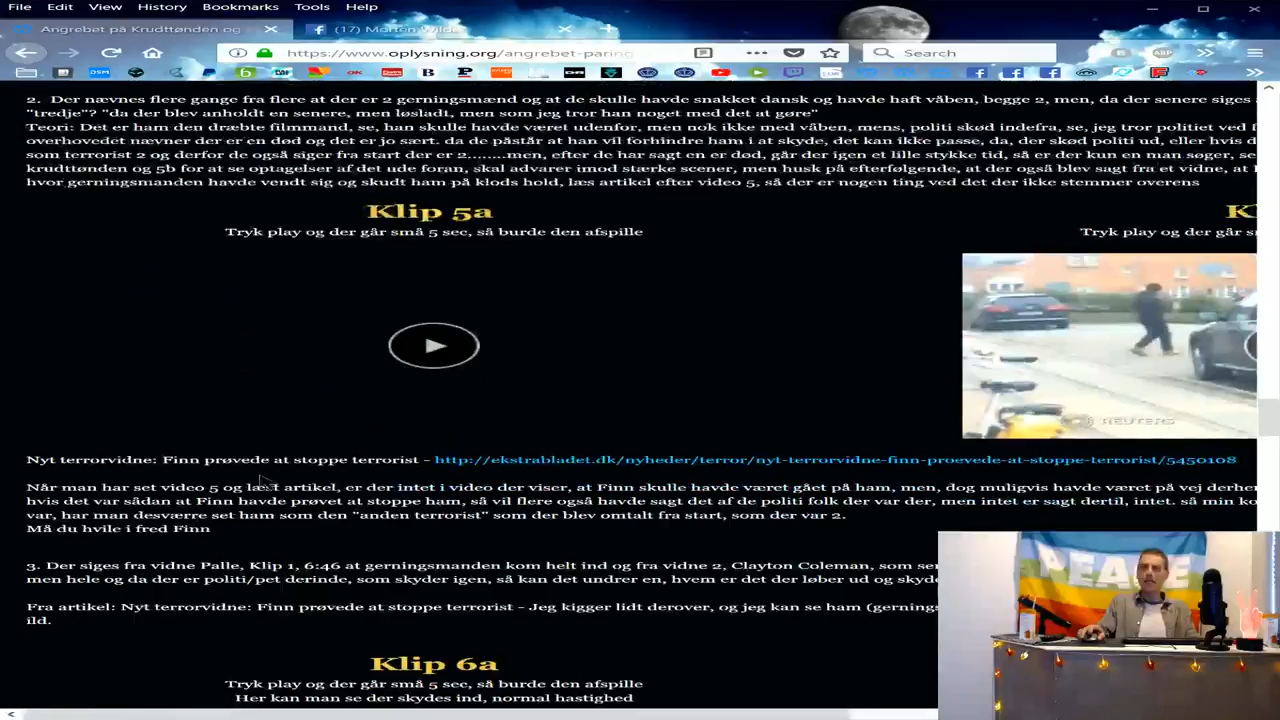 File Edit View History Bookmarks Tools Help
Angrebet på Krudttønden og
(17) Morten Wilde
https://www.oplysning.org/angrebet-paring
Search
2. Der nævnes flere gange fra flere at der er 2 gerningsmænd og at de skulle havde snakket dansk og havde haft våben, begge 2, men, da der senere siges
"tredje"? "da der blev anholdt en senere, men løsladt, men som jeg tror han noget med det at gøre"
Teori: Det er ham den dræbte filmmand, se, han skulle havde været udenfor, men nok ikke med våben, mens, politi skød indefra, se, jeg tror politiet ved
overhovedet nævner der er en død og det er jo sært. da de påstår at han vil forhindre ham i at skyde, det kan ikke passe, da, der skød politi ud, eller hvis
som terrorist 2 og derfor de også siger fra start der er 2........men, efter de har sagt en er død, går der igen et lille stykke tid, så er der kun en man søger, se
krudttønden og 5b for at se optagelser af det ude foran, skal advarer imod stærke scener, men husk på efterfølgende, at der også blev sagt fra et vidne, at
hvor gerningsmanden havde vendt sig og skudt ham på klods hold, læs artikel efter video 5, så der er nogen ting ved det der ikke stemmer overens
Klip 5a
Tryk play og der går små 5 sec, så burde den afspille
Tryk play og der går
REUTERS
Nyt terrorvidne: Finn prøvede at stoppe terrorist - http://ekstrabladet.dk/nyheder/terror/nyt-terrorvidne-finn-proevede-at-stoppe-terrorist/5450108
Når man har set video 5 og læst artikel, er der intet i video der viser, at Finn skulle havde været gået på ham, men, dog muligvis havde været på vej
hvis det var sådan at Finn havde prøvet at stoppe ham, så vil flere også havde sagt det af de politi folk der var der, men intet er sagt dertil, intet. så min
var, har man desværre set ham som den "anden terrorist" som der blev omtalt fra start, som der var 2.
Må du hvile i fred Finn
3. Der siges fra vidne Palle, Klip 1, 6:46 at gerningsmanden kom helt ind og fra vidne 2, Clayton Coleman, som
men hele og da der er politi/pet derinde, som skyder igen, så kan det undrer en, hvem er det der løber ud og
Fra artikel: Nyt terrorvidne: Finn prøvede at stoppe terrorist - Jeg kigger lidt derover, og jeg kan se ham
ild.
PEACE
Klip 6a
Tryk play og der går små 5 sec, så burde den afspille
Her kan man se der skydes ind, normal hastighed